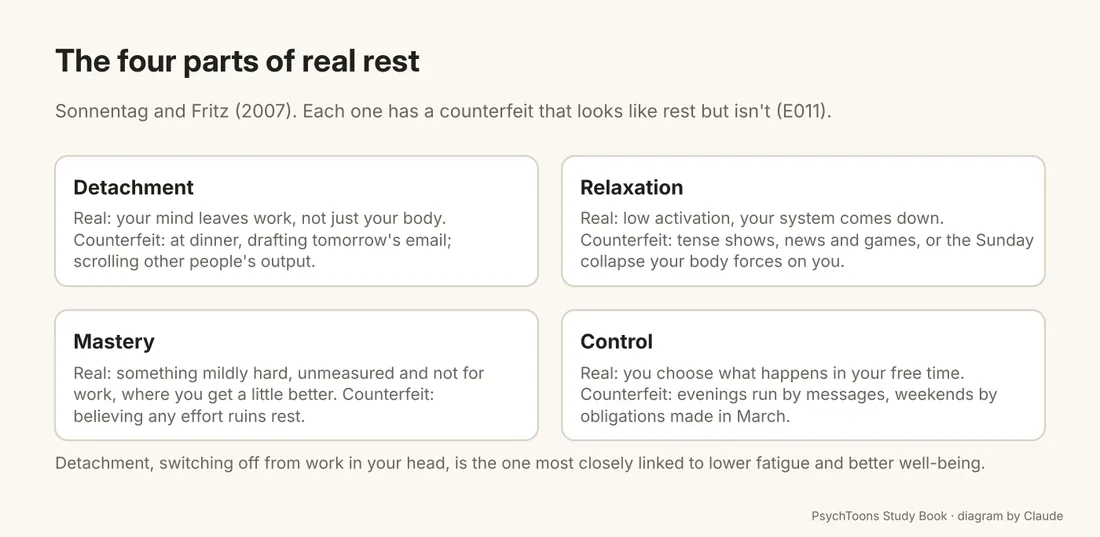 The four parts of real rest
Sonnentag and Fritz (2007). Each one has a counterfeit that looks like rest but isn't (E011).
Detachment
Real: your mind leaves work, not just your body.
Counterfeit: at dinner, drafting tomorrow's email;
scrolling other people's output.
Relaxation
Real: low activation, your system comes down.
Counterfeit: tense shows, news and games, or the Sunday
collapse your body forces on you.
Mastery
Real: something mildly hard, unmeasured and not for
work, where you get a little better. Counterfeit:
believing any effort ruins rest.
Control
Real: you choose what happens in your free time.
Counterfeit: evenings run by messages, weekends by
obligations made in March.
Detachment, switching off from work in your head, is the one most closely linked to lower fatigue and better well-being.
PsychToons Study Book · diagram by Claude